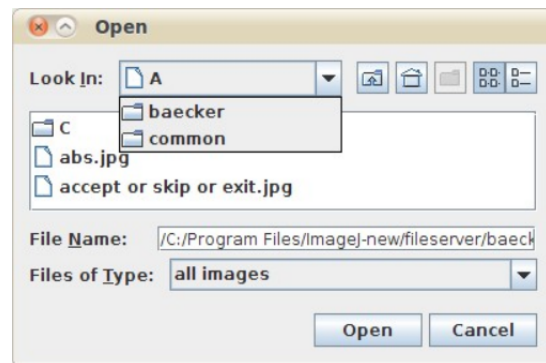 Open
Look In: A
baecker
common
C
abs.jpg
accept or skip or exit.jpg
File Name: /C:/Program Files/ImageJ-new/fileserver/baeck
Files of Type: all images
Open Cancel